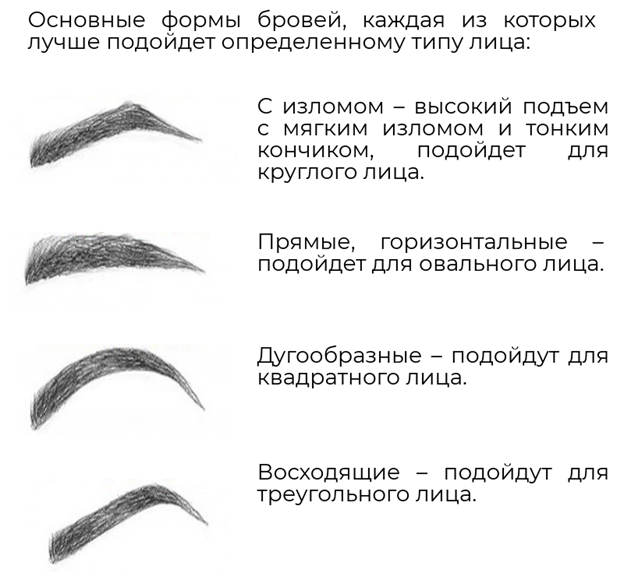 Основные формы бровей, каждая из которых
лучше подойдет определенному типу лица:
С изломом – высокий подъем
с мягким изломом и тонким
кончиком, подойдет для
круглого лица.
Прямые, горизонтальные –
подойдет для овального лица.
Дугообразные – подойдут для
квадратного лица.
Восходящие – подойдут для
треугольного лица.